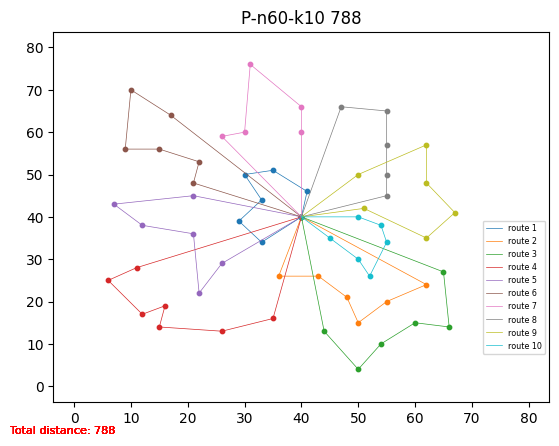 P-n60-k10 788
80
70
60
50
40
30
20
10
0
0 10 20 30 40 50 60 70 80
route 1
route 2
route 3
route 4
route 5
route 6
route 7
route 8
route 9
route 10
Total distance: 788